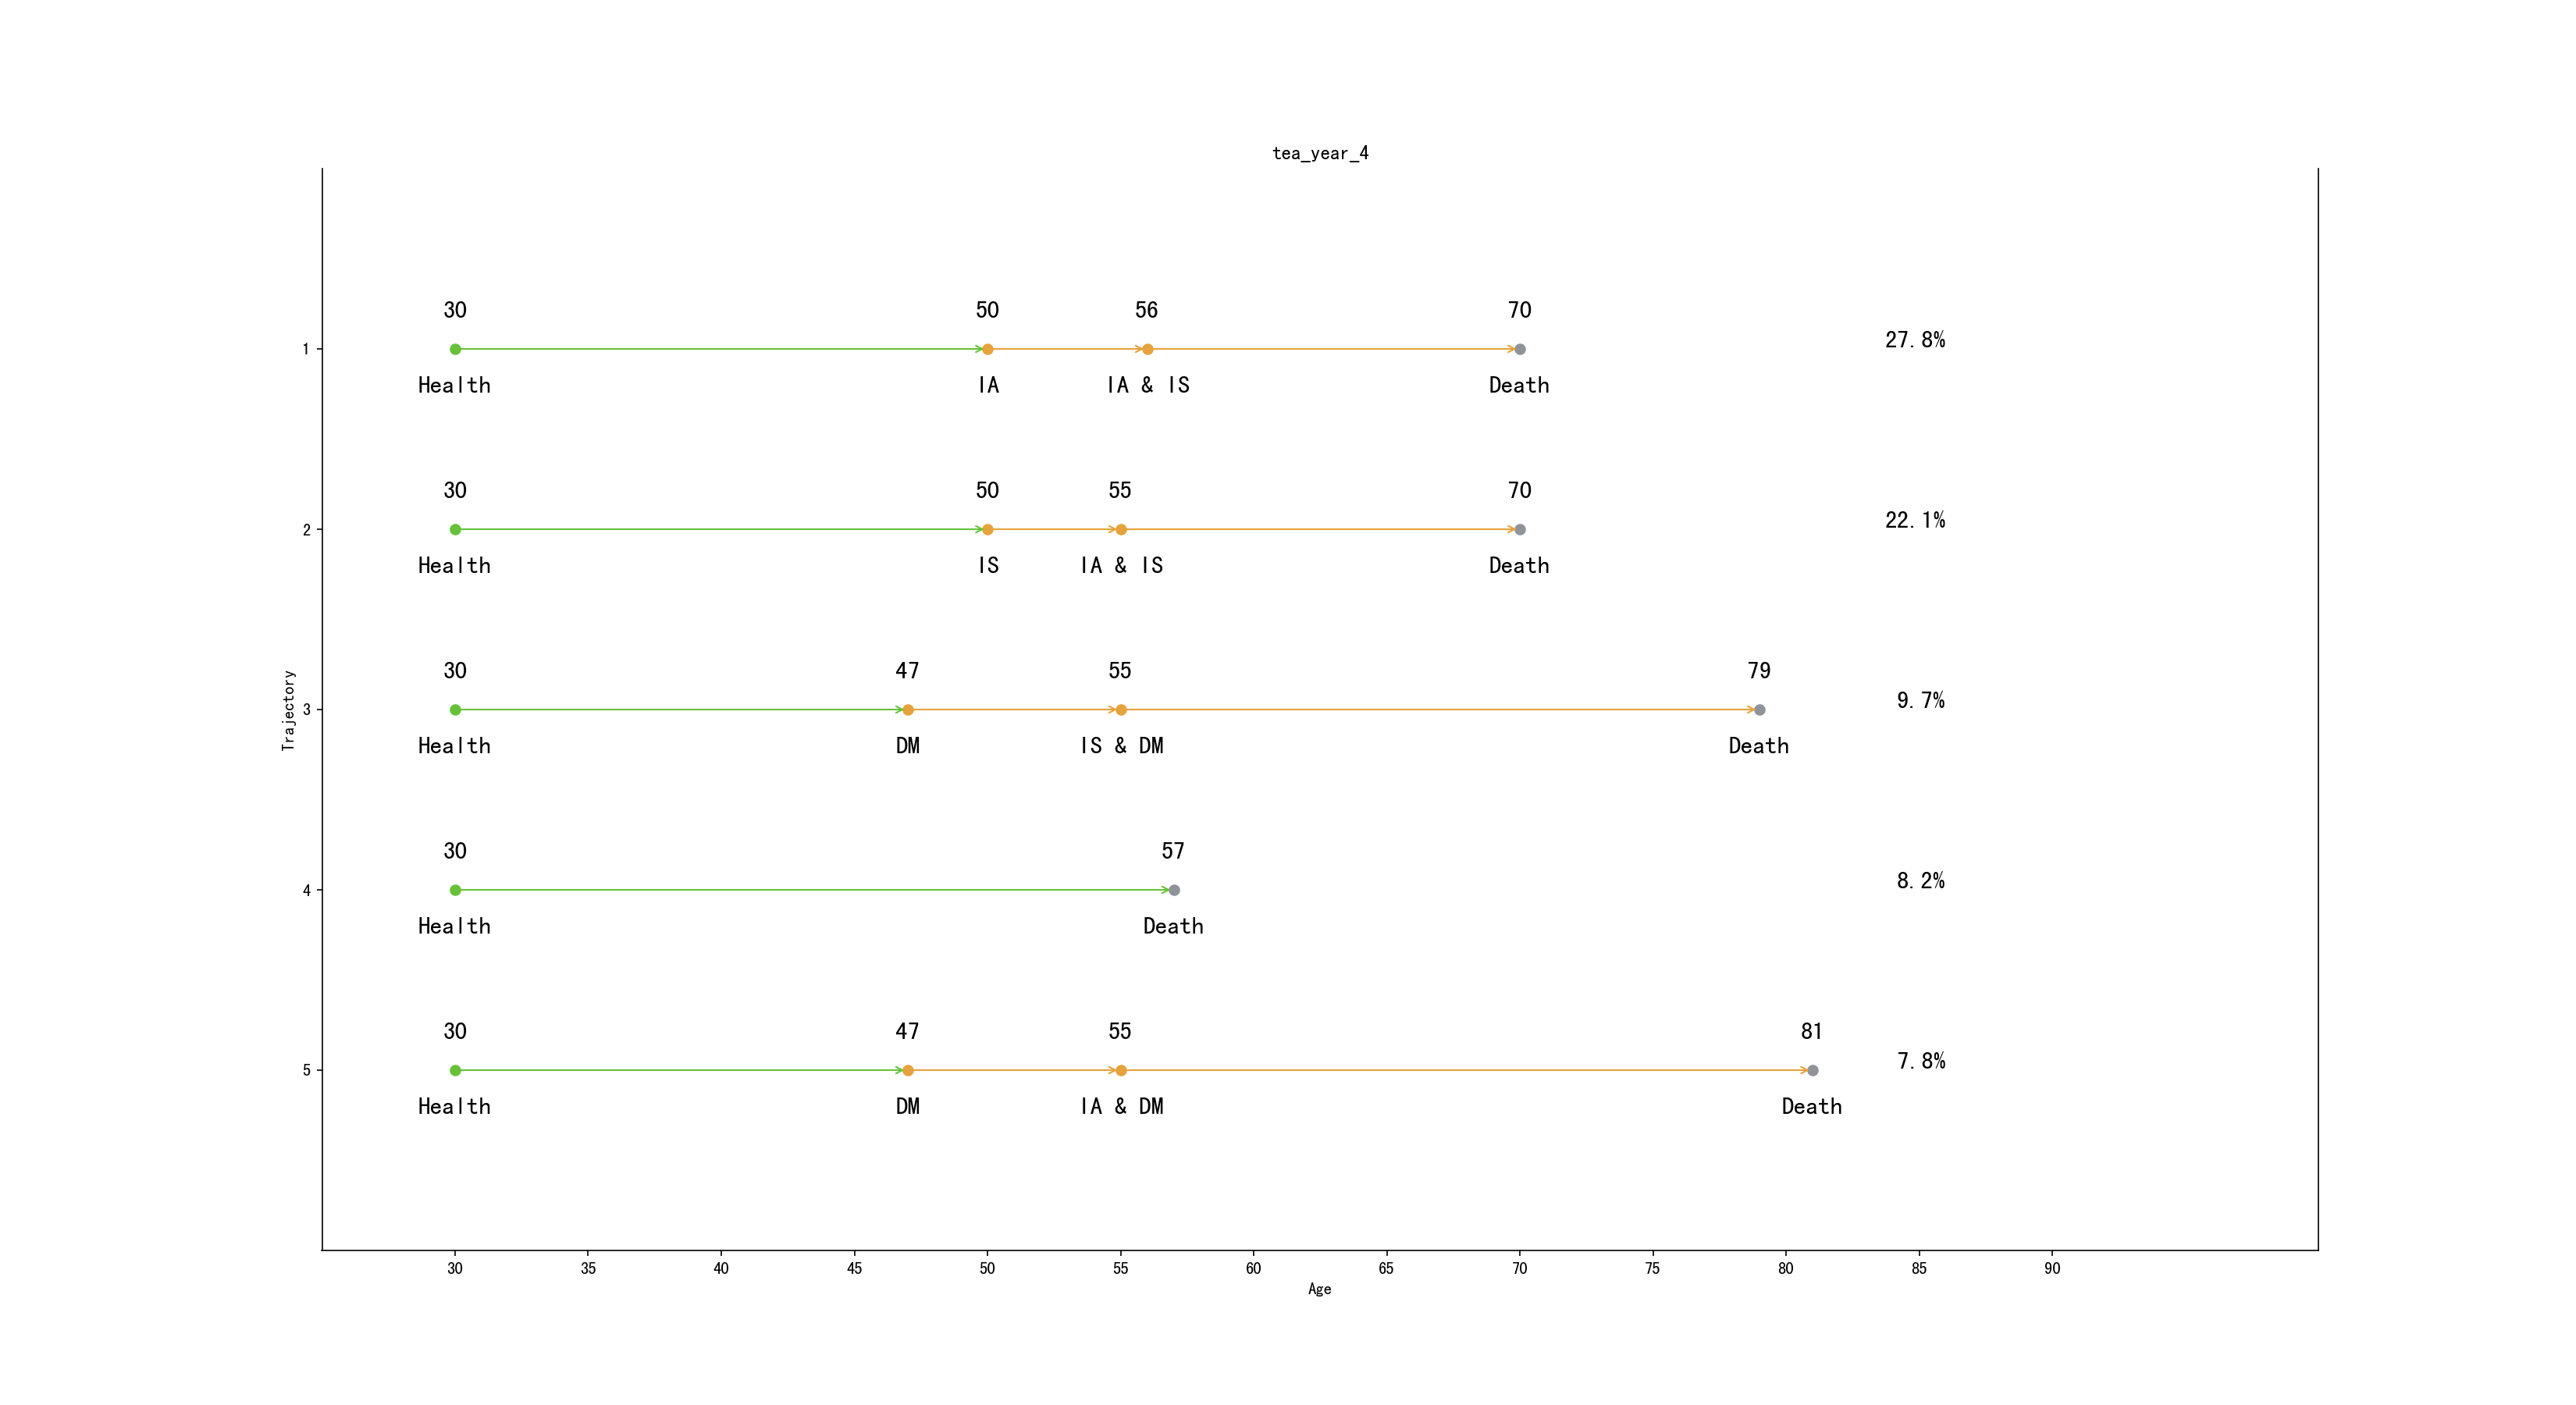 tea_year_4
30 50 56 70
1 27.8%
Health IA IA & IS Death
30 50 55 70
2 22.1%
Health IS IA & IS Death
30 47 55 79
3 9.7%
Health DM IS & DM Death
Trajectory
30 57
4 8.2%
Health Death
30 47 55 81
5 7.8%
Health DM IA & DM Death
30 35 40 45 50 55 60 65 70 75 80 85 90
Age